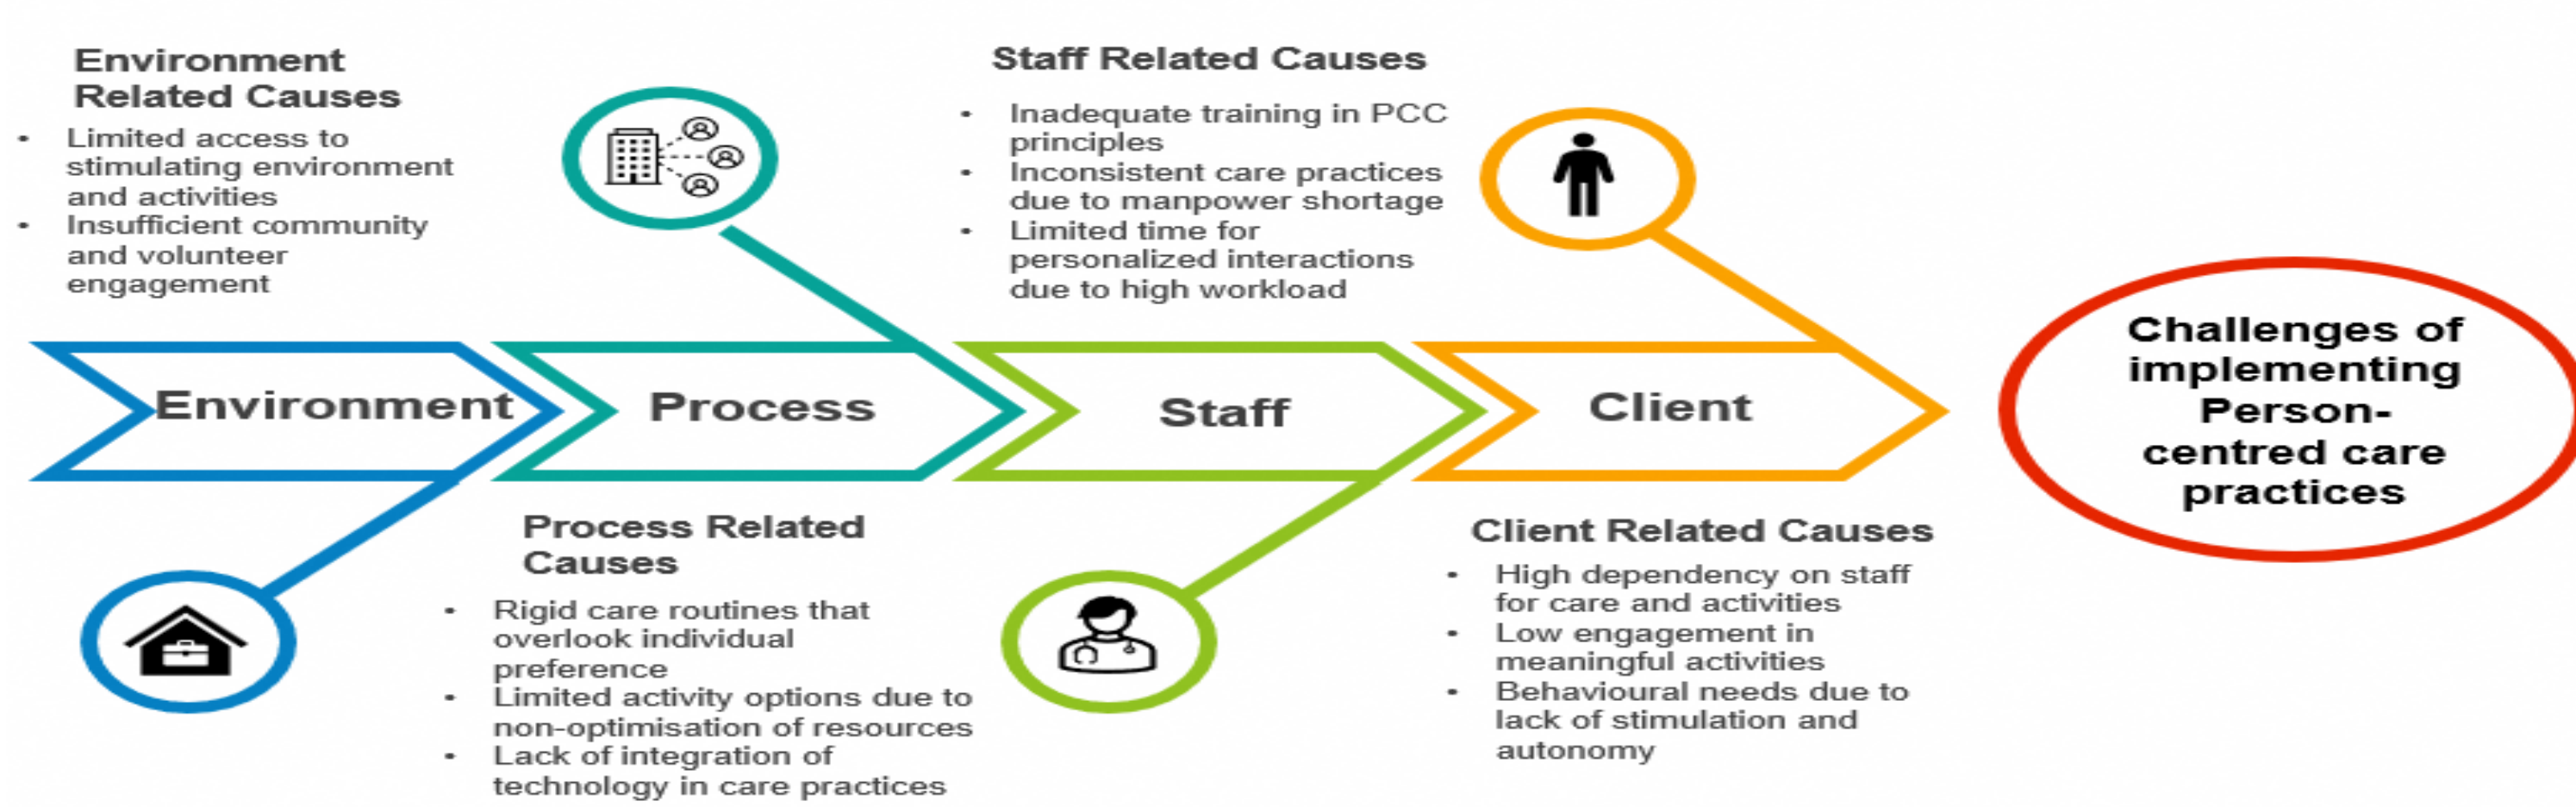 Environment
Related Causes
• Limited access to
stimulating environment
and activities
• Insufficient community
and volunteer
engagement
Staff Related Causes
• Inadequate training in PCC
principles
• Inconsistent care practices
due to manpower shortage
• Limited time for
personalized interactions
due to high workload
Environment
Process
Staff
Client
Challenges of
implementing
Person-
centred care
practices
Process Related
Causes
• Rigid care routines that
overlook individual
preference
• Limited activity options due to
non-optimisation of resources
• Lack of integration of
technology in care practices
Client Related Causes
• High dependency on staff
for care and activities
• Low engagement in
meaningful activities
• Behavioural needs due to
lack of stimulation and
autonomy